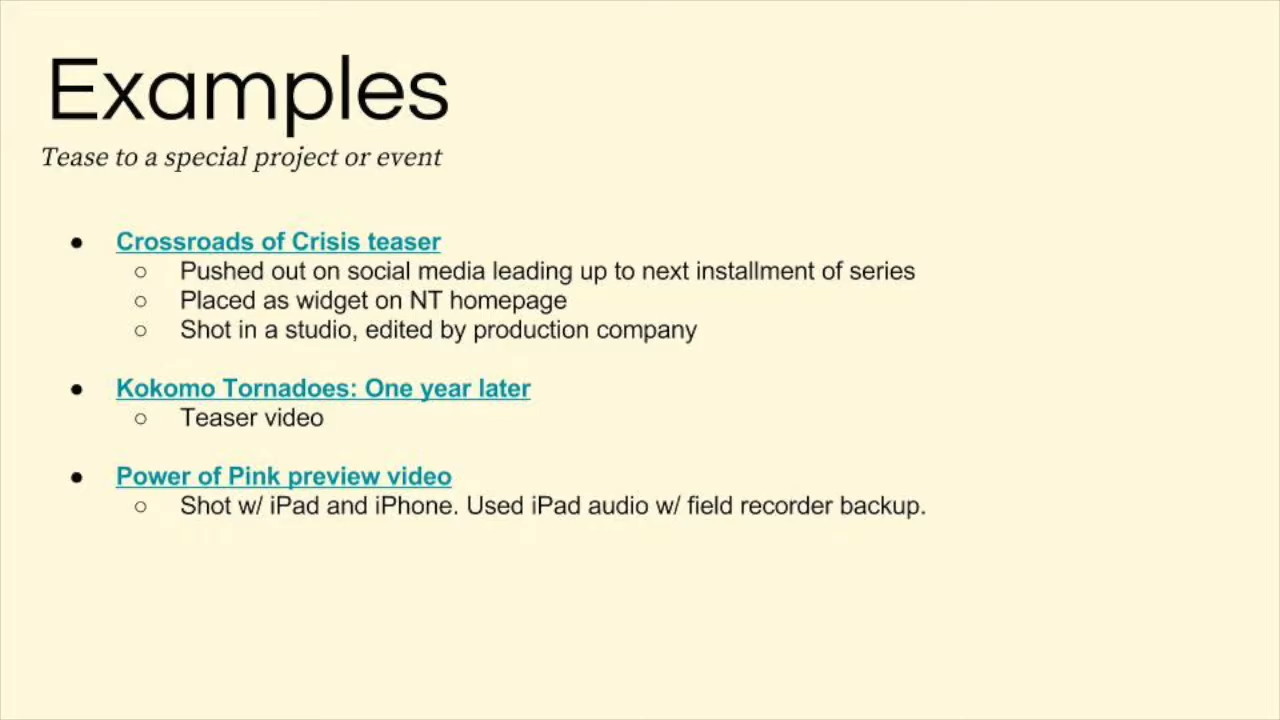 Examples
Tease to a special project or event
● Crossroads of Crisis teaser
○ Pushed out on social media leading up to next installment of series
○ Placed as widget on NT homepage
○ Shot in a studio, edited by production company
● Kokomo Tornadoes: One year later
○ Teaser video
● Power of Pink preview video
○ Shot w/ iPad and iPhone. Used iPad audio w/ field recorder backup.